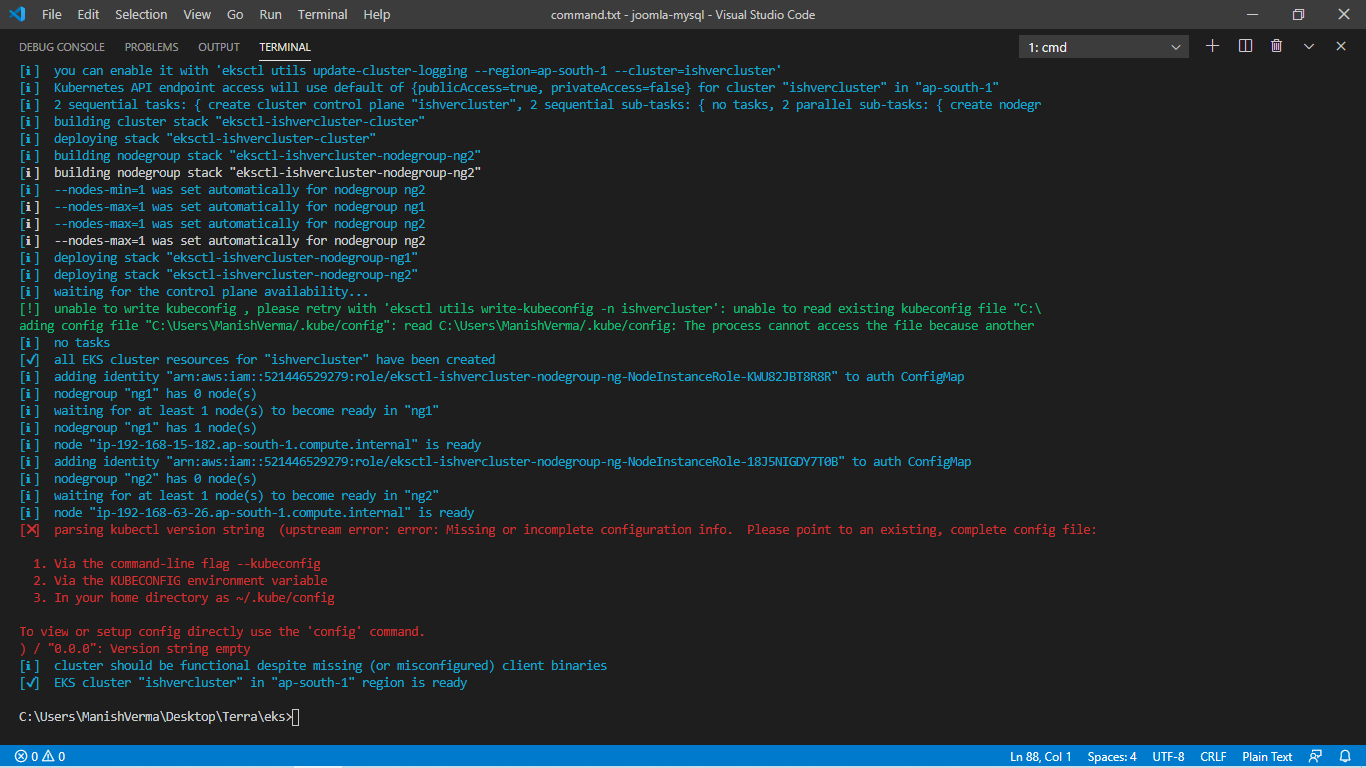 File Edit Selection View Go Run Terminal Help command.txt - joomla-mysql - Visual Studio Code
DEBUG CONSOLE PROBLEMS OUTPUT TERMINAL 1: cmd
[ℹ] you can enable it with 'eksctl utils update-cluster-logging --region=ap-south-1 --cluster=ishvercluster'
[ℹ] Kubernetes API endpoint access will use default of {publicAccess=true, privateAccess=false} for cluster "ishvercluster" in "ap-south-1"
[ℹ] 2 sequential tasks: { create cluster control plane "ishvercluster", 2 sequential sub-tasks: { no tasks, 2 parallel sub-tasks: { create nodegr
[ℹ] building cluster stack "eksctl-ishvercluster-cluster"
[ℹ] deploying stack "eksctl-ishvercluster-cluster"
[ℹ] building nodegroup stack "eksctl-ishvercluster-nodegroup-ng2"
[ℹ] building nodegroup stack "eksctl-ishvercluster-nodegroup-ng2"
[ℹ] --nodes-min=1 was set automatically for nodegroup ng2
[ℹ] --nodes-max=1 was set automatically for nodegroup ng1
[ℹ] --nodes-max=1 was set automatically for nodegroup ng2
[ℹ] --nodes-max=1 was set automatically for nodegroup ng2
[ℹ] deploying stack "eksctl-ishvercluster-nodegroup-ng1"
[ℹ] deploying stack "eksctl-ishvercluster-nodegroup-ng2"
[ℹ] waiting for the control plane availability...
[!] unable to write kubeconfig , please retry with 'eksctl utils write-kubeconfig -n ishvercluster': unable to read existing kubeconfig file "C:\
ading config file "C:\Users\ManishVerma/.kube/config": read C:\Users\ManishVerma/.kube/config: The process cannot access the file because another
[ℹ] no tasks
[✓] all EKS cluster resources for "ishvercluster" have been created
[ℹ] adding identity "arn:aws:iam::521446529279:role/eksctl-ishvercluster-nodegroup-ng-NodeInstanceRole-KWU82JBT8R8R" to auth ConfigMap
[ℹ] nodegroup "ng1" has 0 node(s)
[ℹ] waiting for at least 1 node(s) to become ready in "ng1"
[ℹ] nodegroup "ng1" has 1 node(s)
[ℹ] node "ip-192-168-15-182.ap-south-1.compute.internal" is ready
[ℹ] adding identity "arn:aws:iam::521446529279:role/eksctl-ishvercluster-nodegroup-ng-NodeInstanceRole-18J5NIGDY7T0B" to auth ConfigMap
[ℹ] nodegroup "ng2" has 0 node(s)
[ℹ] waiting for at least 1 node(s) to become ready in "ng2"
[ℹ] node "ip-192-168-63-26.ap-south-1.compute.internal" is ready
[✖] parsing kubectl version string (upstream error: error: Missing or incomplete configuration info. Please point to an existing, complete config file:
1. Via the command-line flag --kubeconfig
2. Via the KUBECONFIG environment variable
3. In your home directory as ~/.kube/config
To view or setup config directly use the 'config' command.
) / "0.0.0": Version string empty
[ℹ] cluster should be functional despite missing (or misconfigured) client binaries
[✓] EKS cluster "ishvercluster" in "ap-south-1" region is ready
C:\Users\ManishVerma\Desktop\Terra\eks>
0 0 Ln 88, Col 1 Spaces: 4 UTF-8 CRLF Plain Text